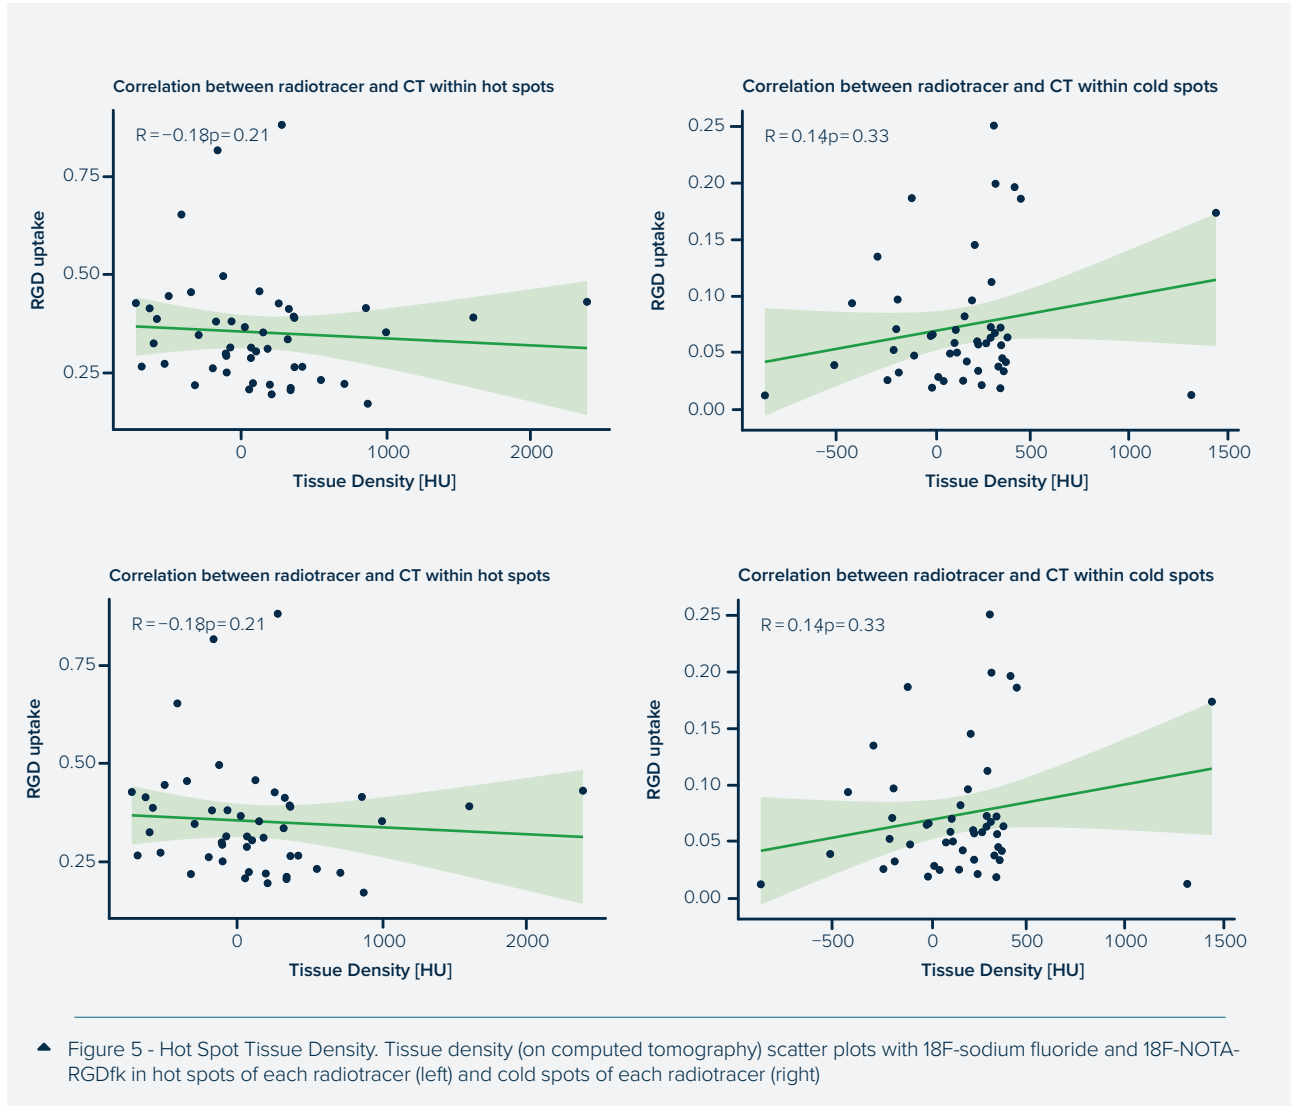 Correlation between radiotracer and CT within hot spots
R=−0.18,p=0.21
0.75
0.50
0.25
RGD uptake
0
1000
2000
Tissue Density [HU]
Correlation between radiotracer and CT within cold spots
R=0.14,p=0.33
0.25
0.20
0.15
0.10
0.05
0.00
RGD uptake
−500
0
500
1000
1500
Tissue Density [HU]
Correlation between radiotracer and CT within hot spots
R=−0.18,p=0.21
0.75
0.50
0.25
RGD uptake
0
1000
2000
Tissue Density [HU]
Correlation between radiotracer and CT within cold spots
R=0.14,p=0.33
0.25
0.20
0.15
0.10
0.05
0.00
RGD uptake
−500
0
500
1000
1500
Tissue Density [HU]
Figure 5 - Hot Spot Tissue Density. Tissue density (on computed tomography) scatter plots with 18F-sodium fluoride and 18F-NOTA-
RGDfk in hot spots of each radiotracer (left) and cold spots of each radiotracer (right)